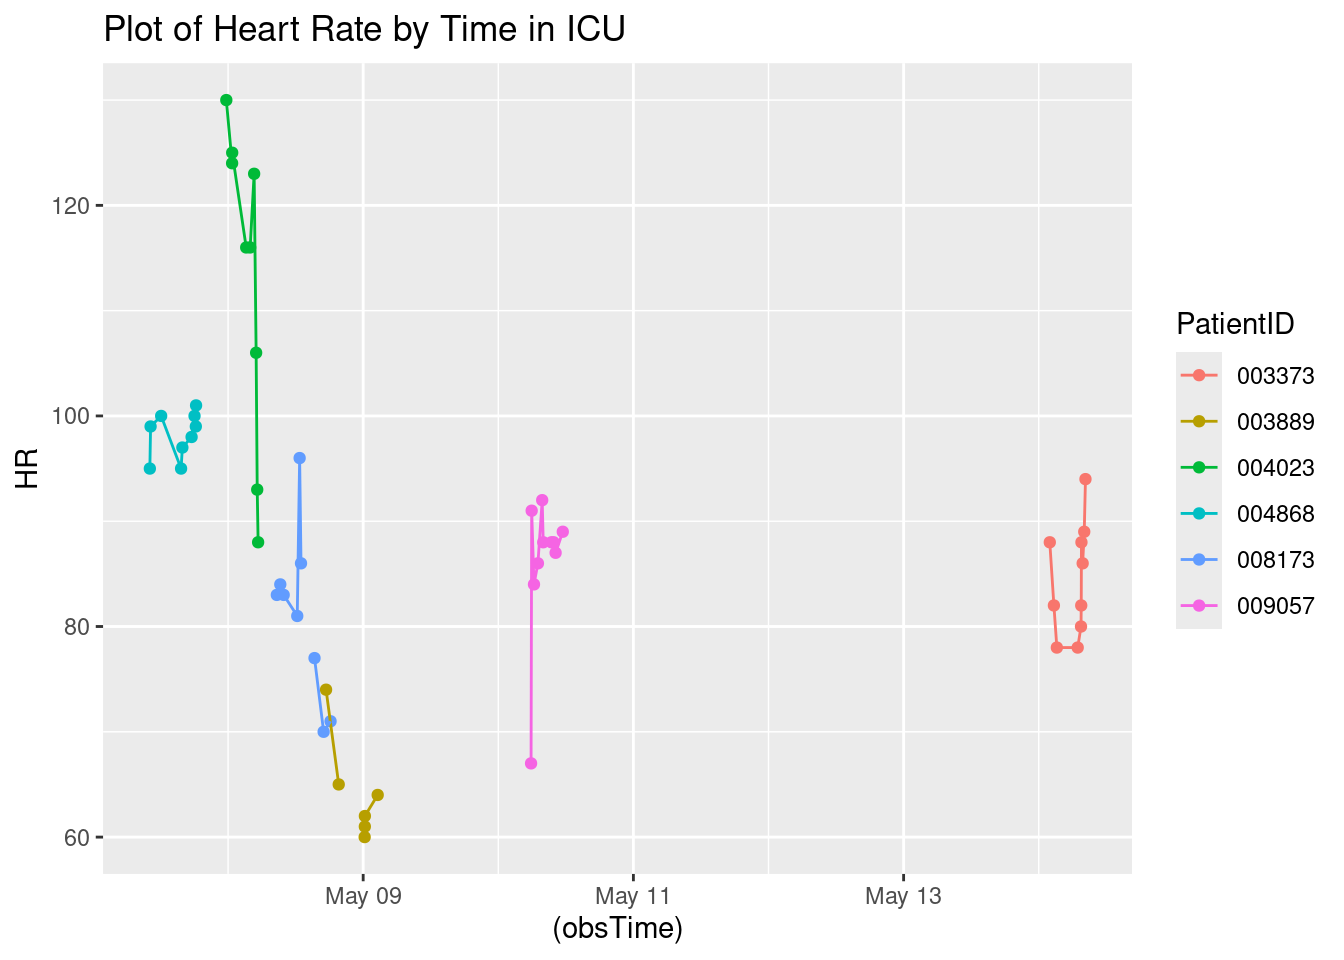 Plot of Heart Rate by Time in ICU
120
100
80
60
HR
May 09
May 11
May 13
(obsTime)
PatientID
003373
003889
004023
004868
008173
009057